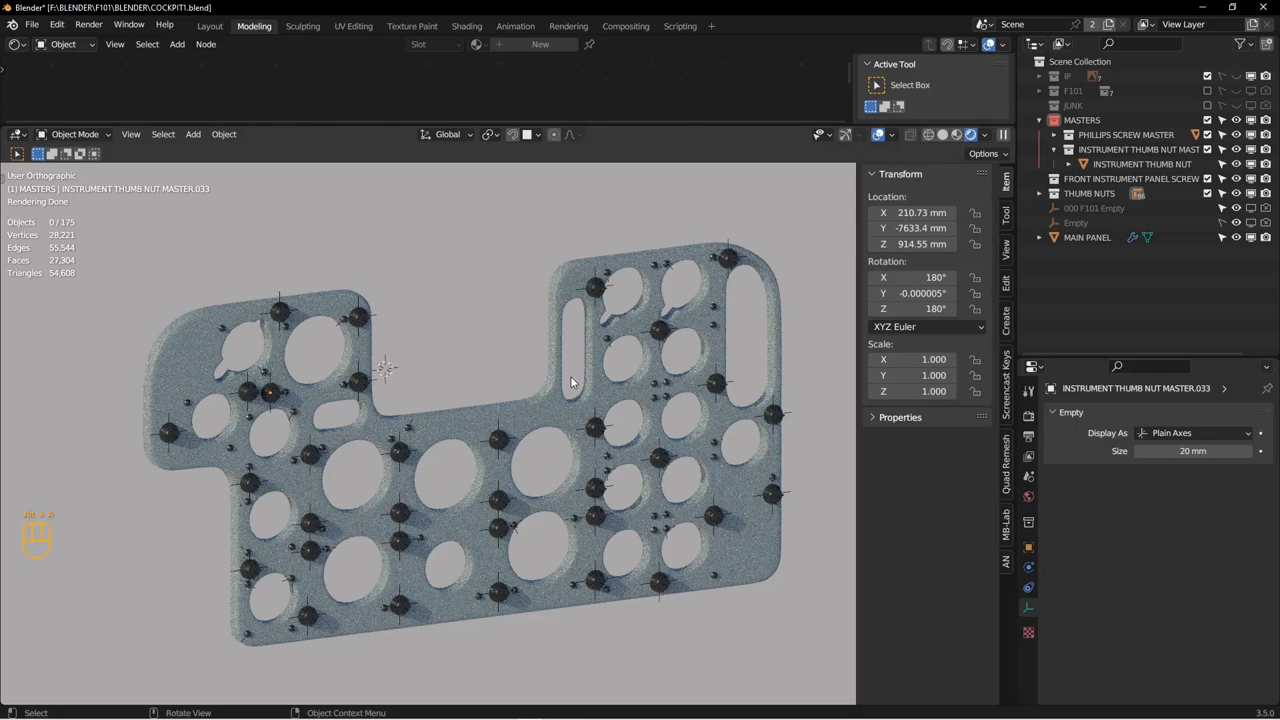 Blender* [F:\BLENDER\F101\BLENDER\COCKPIT1.blend]
File Edit Render Window Help Layout Modeling Sculpting UV Editing Texture Paint Shading Animation Rendering Compositing Scripting Scene 2 View Layer
Object View Select Add Node Slot New
Active Tool
Select Box
Object Mode View Select Add Object Global
Options
User Orthographic
(1) MASTERS | INSTRUMENT THUMB NUT MASTER.033
Rendering Done
Objects 0 / 175
Vertices 28,221
Edges 55,544
Faces 27,304
Triangles 54,608
Alt + A
Transform
Location:
X 210.73 mm
Y -7633.4 mm
Z 914.55 mm
Rotation:
X 180°
Y -0.000005°
Z 180°
XYZ Euler
Scale:
X 1.000
Y 1.000
Z 1.000
Properties
Item
Tool
View
Edit
Create
Screencast Keys
Quad Remesh
MB-Lab
AN
Scene Collection
IP 7
F101 7
JUNK
MASTERS
PHILLIPS SCREW MASTER
INSTRUMENT THUMB NUT MAST
INSTRUMENT THUMB NUT
FRONT INSTRUMENT PANEL SCREW
THUMB NUTS 86
000 F101 Empty
Empty
MAIN PANEL
INSTRUMENT THUMB NUT MASTER.033
Empty
Display As Plain Axes
Size 20 mm
Select Rotate View Object Context Menu 3.5.0